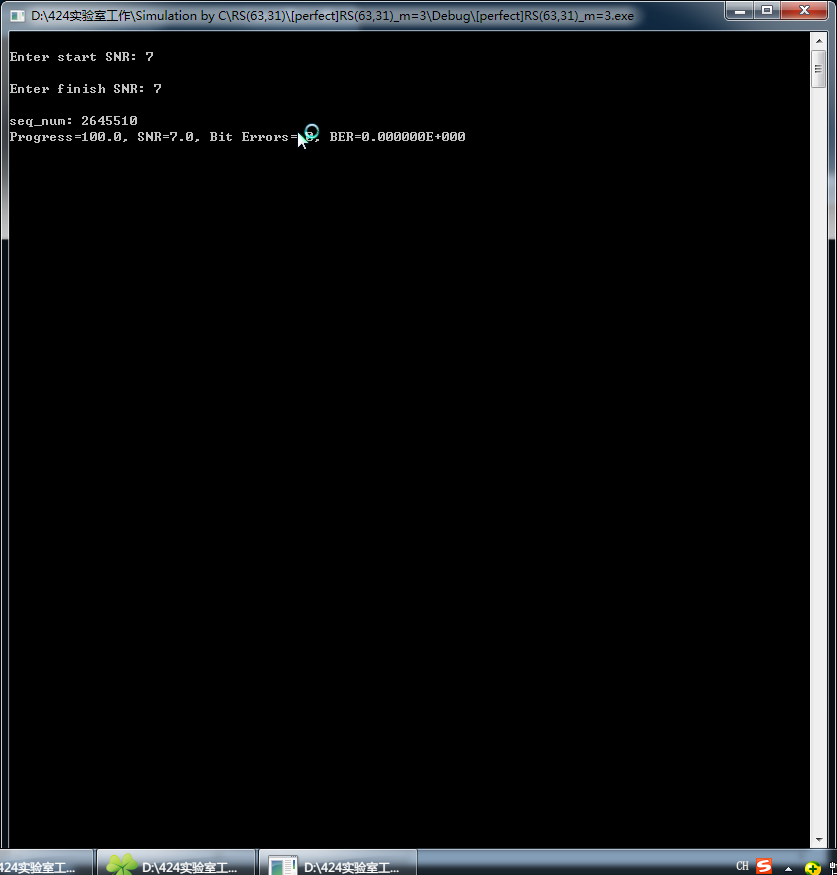 D:\424实验室工作\Simulation by C\RS(63,31)\[perfect]RS(63,31)_m=3\Debug\[perfect]RS(63,31)_m=3.exe
Enter start SNR: 7
Enter finish SNR: 7
seq_num: 2645510
Progress=100.0, SNR=7.0, Bit Errors= 0, BER=0.000000E+000
424实验室工... D:\424实验室工... D:\424实验室工... CH